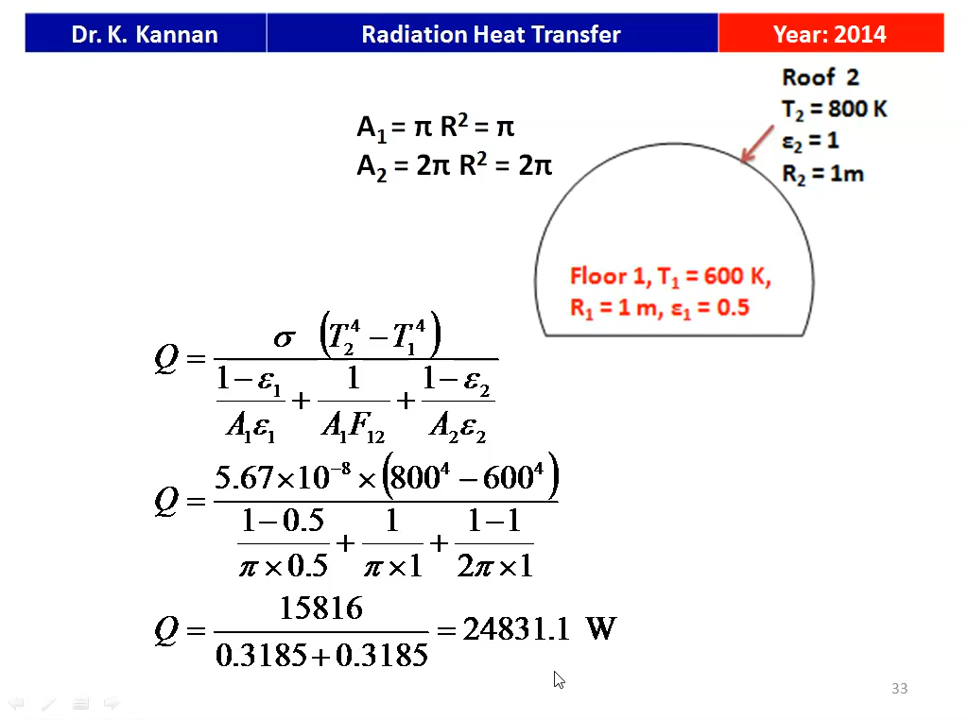 Dr. K. Kannan
Radiation Heat Transfer
Year: 2014
Roof 2
T₂ = 800 K
ε₂ = 1
R₂ = 1m
A₁ = π R² = π
A₂ = 2π R² = 2π
Floor 1, T₁ = 600 K,
R₁ = 1 m, ε₁ = 0.5
Q = σ (T₂⁴ − T₁⁴) / ((1 − ε₁)/(A₁ε₁) + 1/(A₁F₁₂) + (1 − ε₂)/(A₂ε₂))
Q = 5.67×10⁻⁸ × (800⁴ − 600⁴) / ((1 − 0.5)/(π × 0.5) + 1/(π × 1) + (1 − 1)/(2π × 1))
Q = 15816 / (0.3185 + 0.3185) = 24831.1 W
33